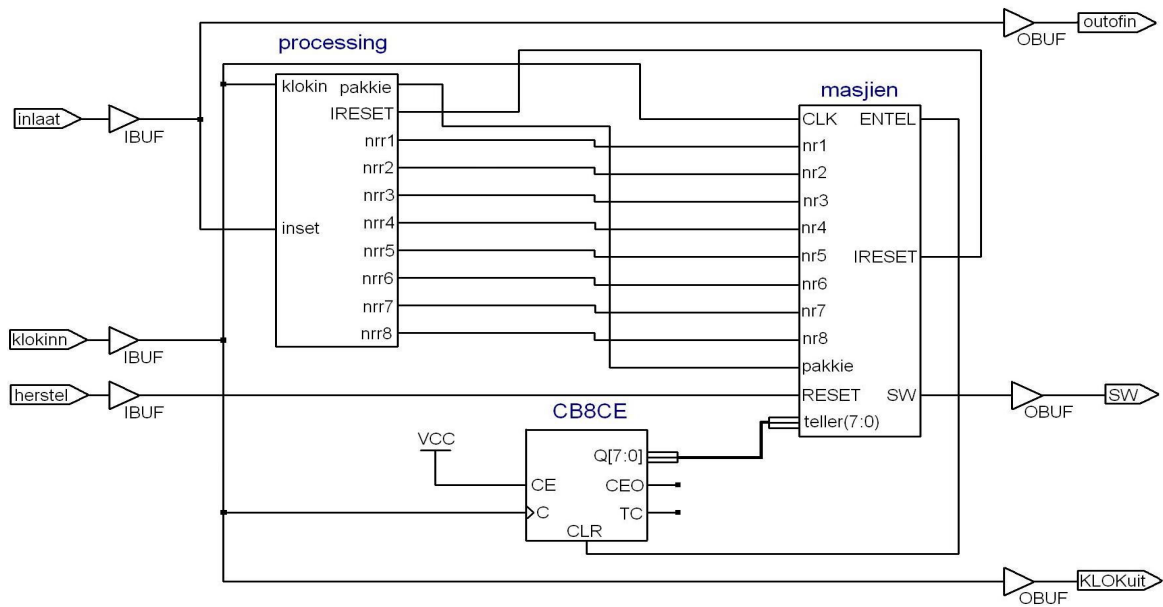 outofin
OBUF
processing
masjien
klokin
pakkie
IRESET
inlaat
IBUF
CLK
ENTEL
nrr1
nr1
nrr2
nr2
nrr3
nr3
nrr4
nr4
inset
nrr5
nr5
IRESET
nrr6
nr6
nrr7
nr7
nrr8
nr8
klokinn
IBUF
pakkie
herstel
IBUF
RESET
SW
OBUF
SW
CB8CE
teller(7:0)
VCC
Q[7:0]
CE
CEO
C
TC
CLR
OBUF
KLOKuit